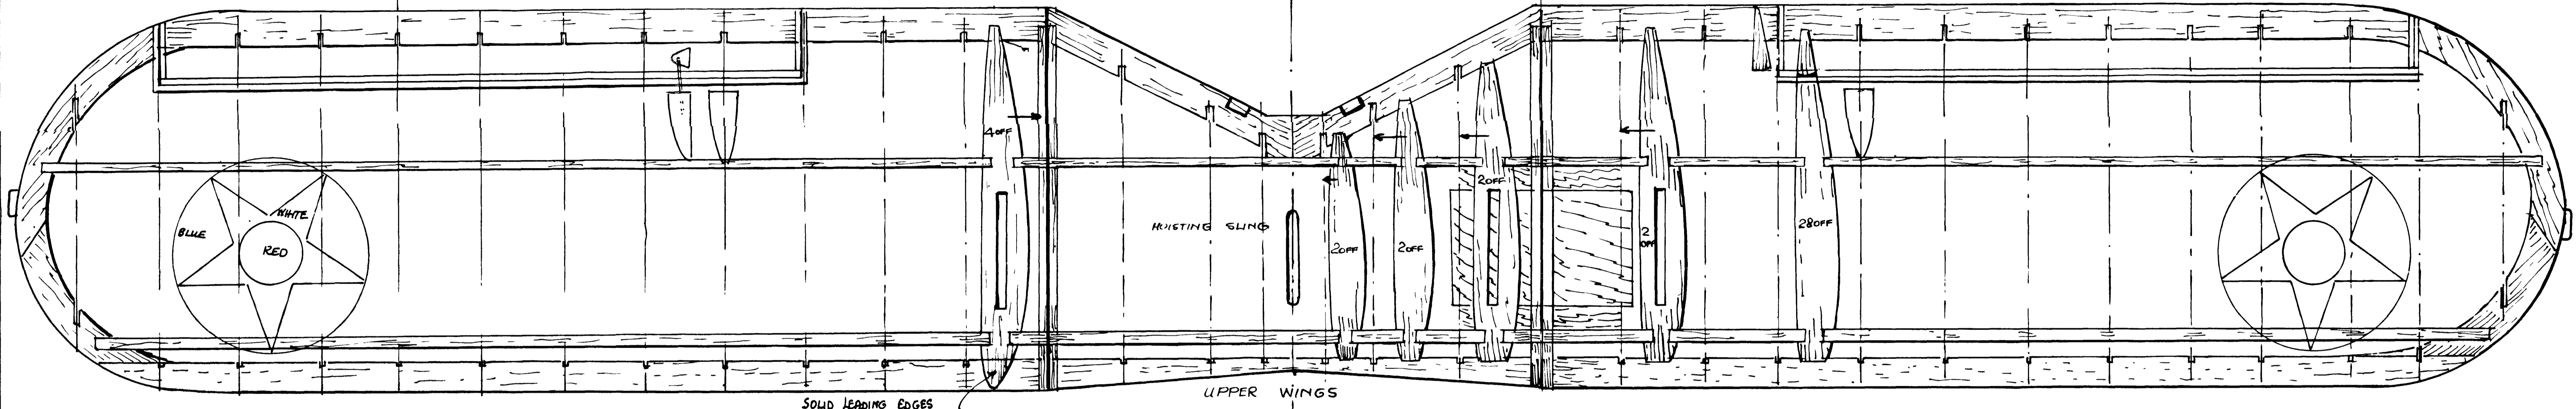 4 OFF
WHITE
BLUE
RED
HOISTING SLING
2 OFF
2 OFF
2 OFF
2
OFF
28 OFF
UPPER WINGS
SOLID LEADING EDGES